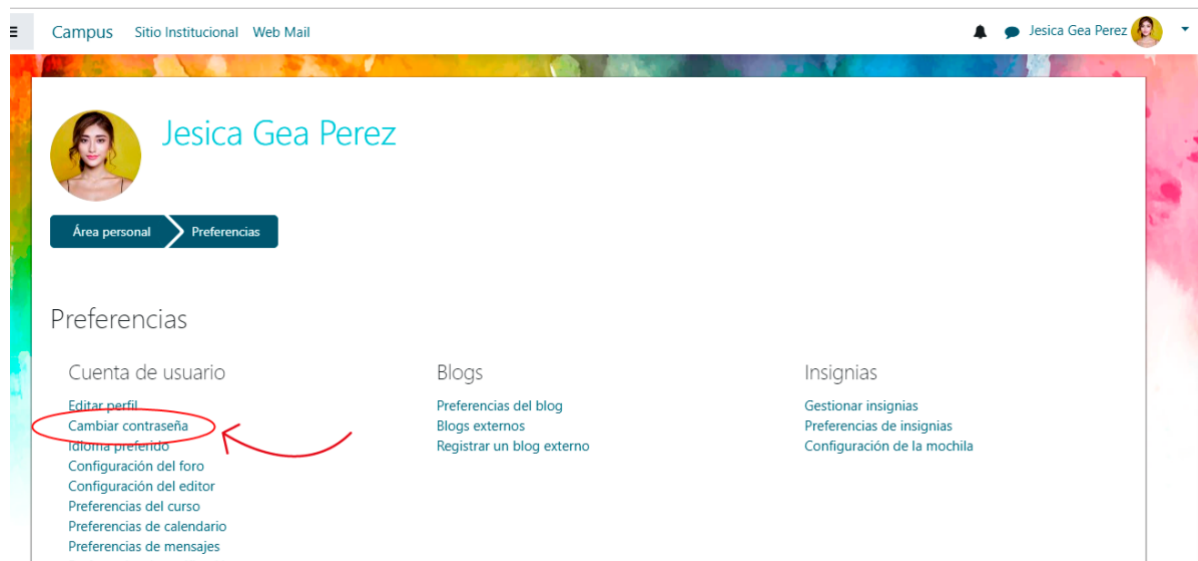 Campus Sitio Institucional Web Mail Jesica Gea Perez
Jesica Gea Perez
Área personal Preferencias
Preferencias
Cuenta de usuario
Editar perfil
Cambiar contraseña
Idioma preferido
Configuración del foro
Configuración del editor
Preferencias del curso
Preferencias de calendario
Preferencias de mensajes
Blogs
Preferencias del blog
Blogs externos
Registrar un blog externo
Insignias
Gestionar insignias
Preferencias de insignias
Configuración de la mochila